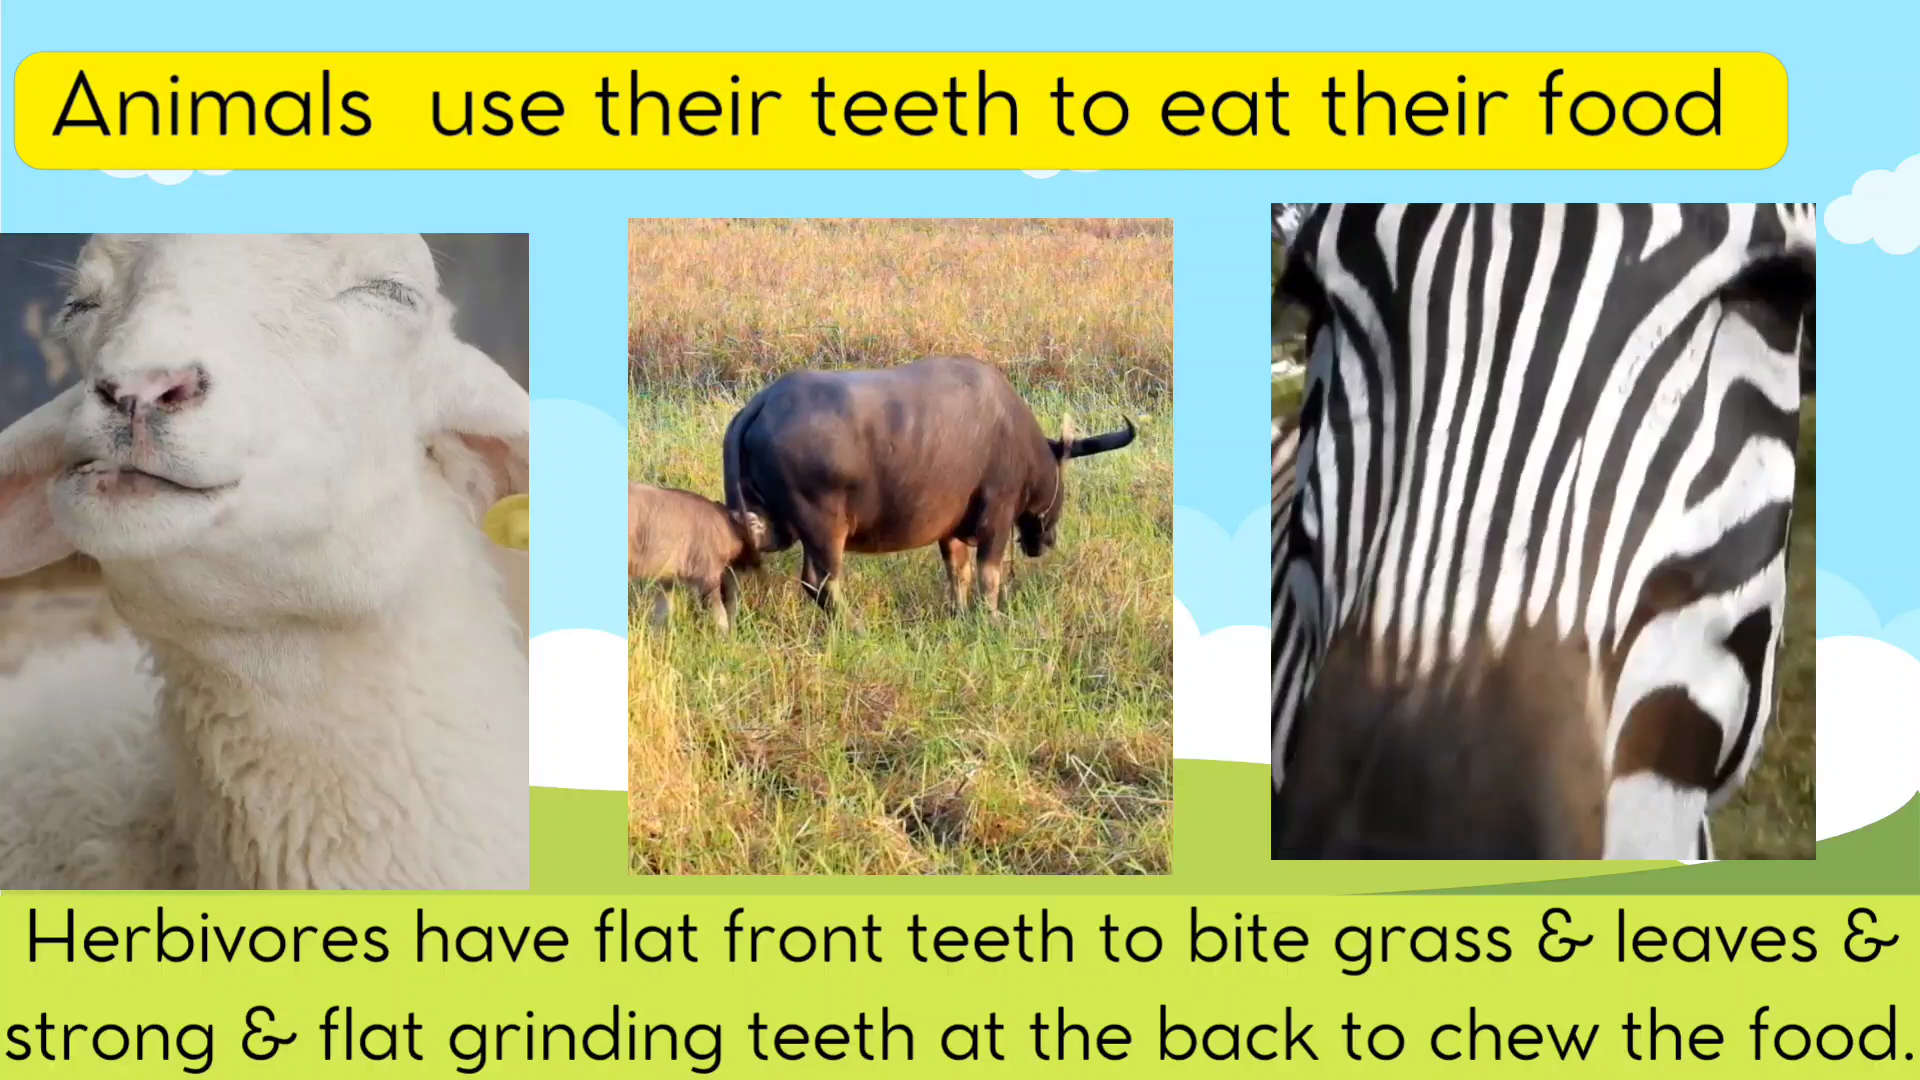 Animals use their teeth to eat their food
Herbivores have flat front teeth to bite grass & leaves &
strong & flat grinding teeth at the back to chew the food.